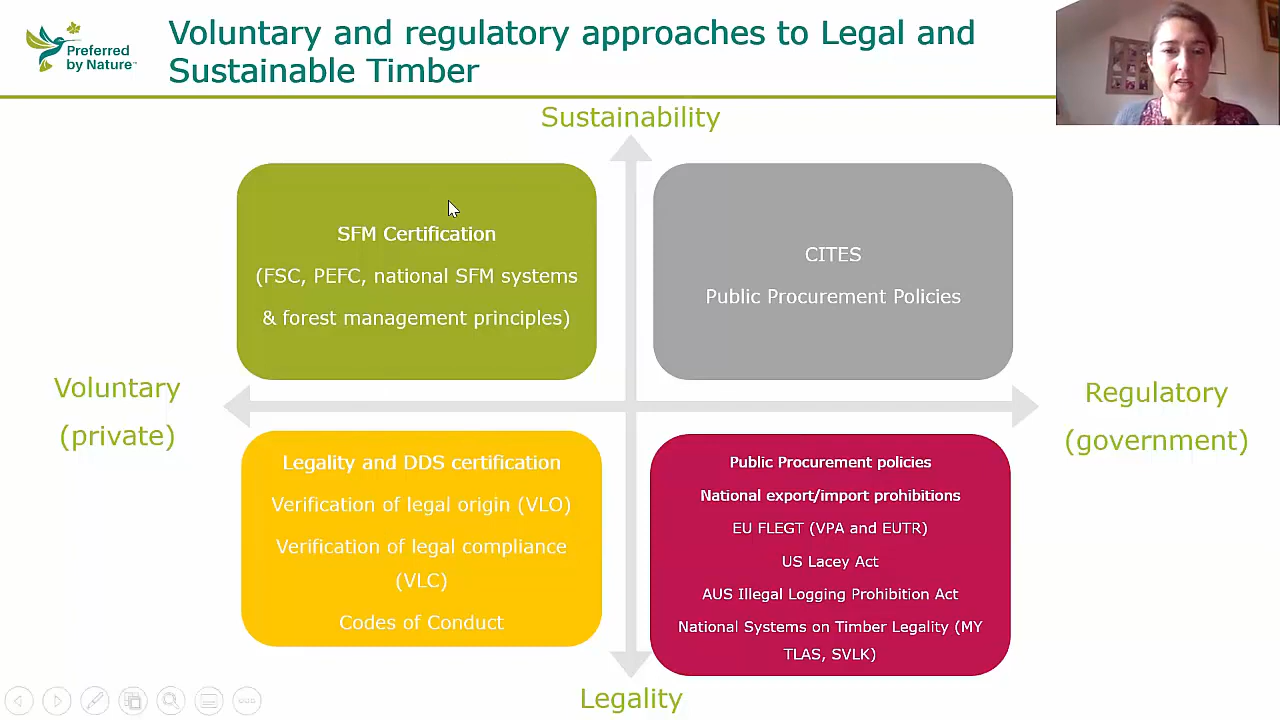 Preferred
by Nature™
Voluntary and regulatory approaches to Legal and
Sustainable Timber
Sustainability
SFM Certification
(FSC, PEFC, national SFM systems
& forest management principles)
CITES
Public Procurement Policies
Voluntary
(private)
Regulatory
(government)
Legality and DDS certification
Verification of legal origin (VLO)
Verification of legal compliance
(VLC)
Codes of Conduct
Public Procurement policies
National export/import prohibitions
EU FLEGT (VPA and EUTR)
US Lacey Act
AUS Illegal Logging Prohibition Act
National Systems on Timber Legality (MY
TLAS, SVLK)
Legality